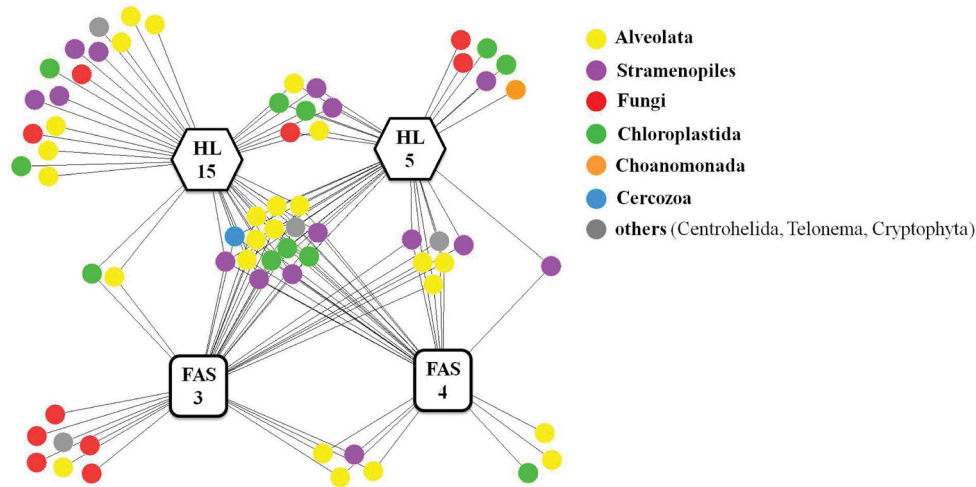 HL
15
HL
5
FAS
3
FAS
4
Alveolata
Stramenopiles
Fungi
Chloroplastida
Choanomonada
Cercozoa
others (Centrohelida, Telonema, Cryptophyta)